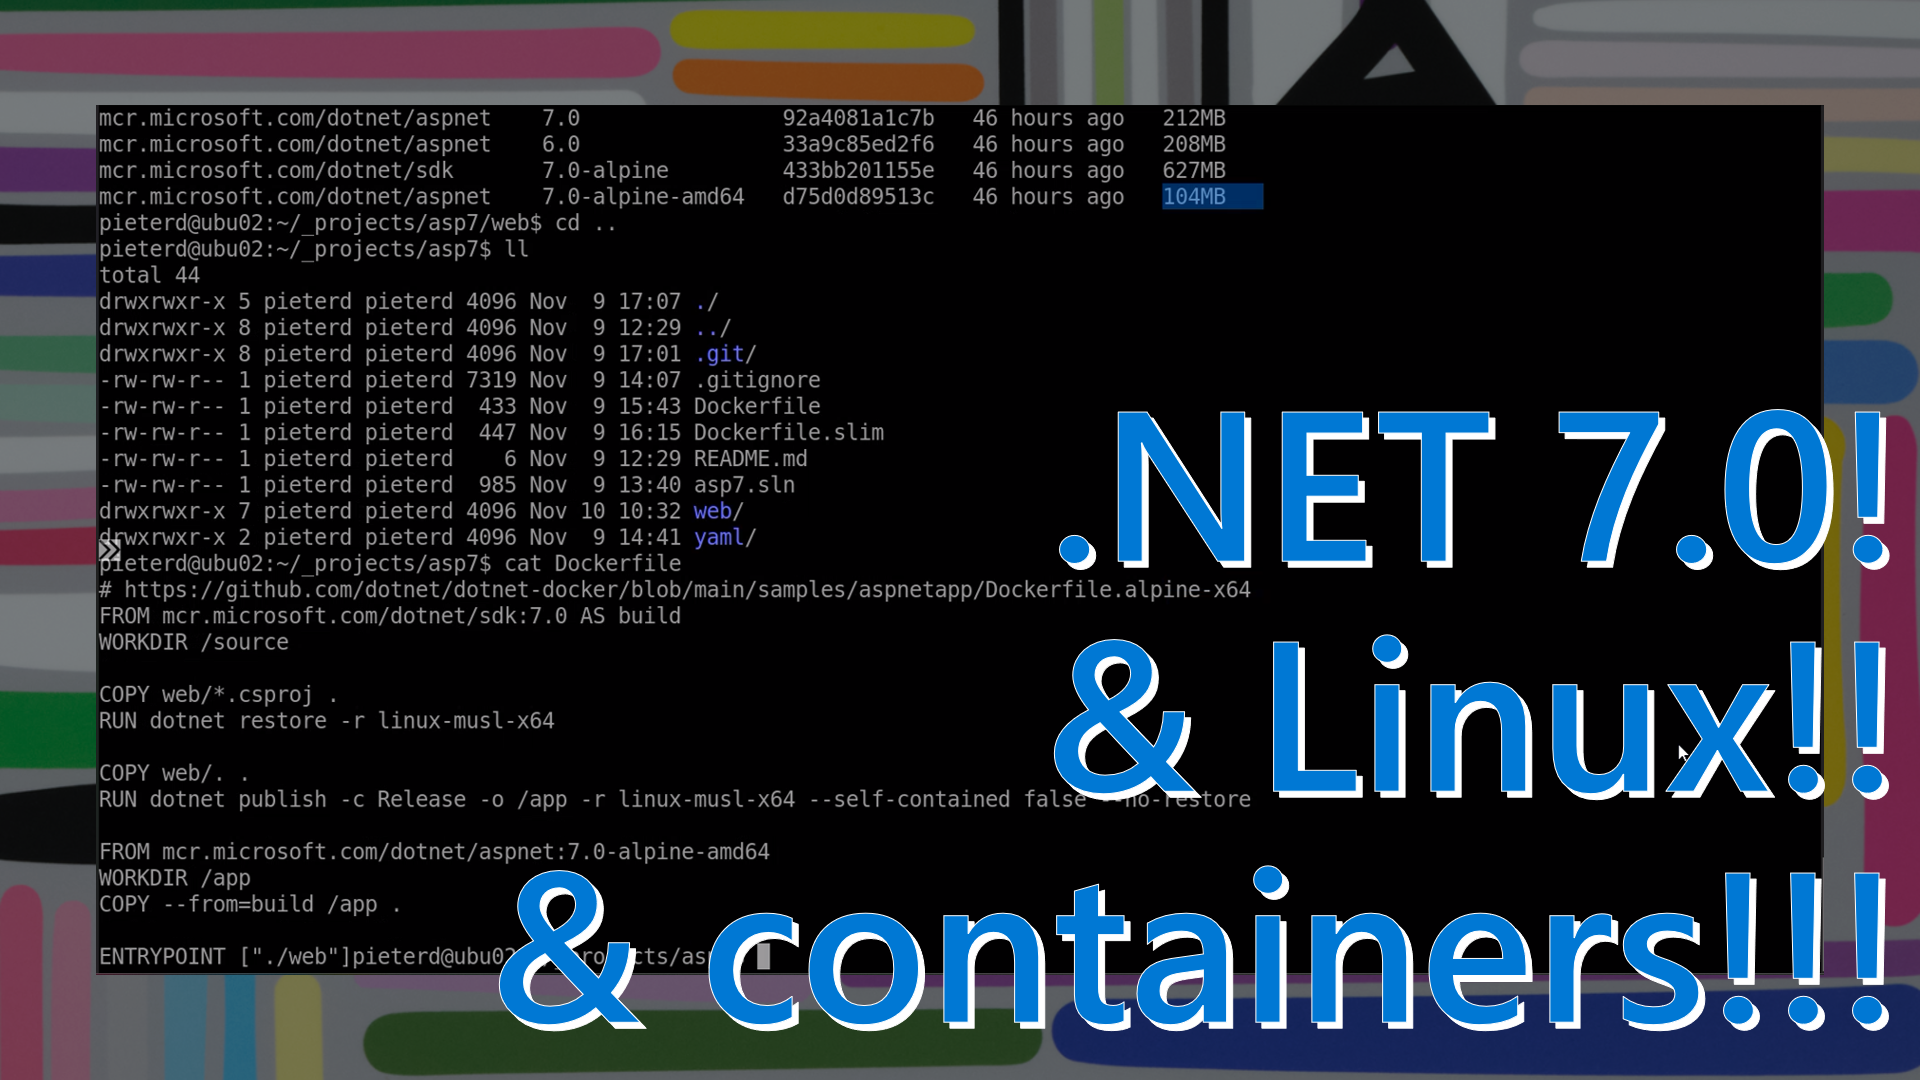 mcr.microsoft.com/dotnet/aspnet    7.0                92a4081a1c7b   46 hours ago   212MB
mcr.microsoft.com/dotnet/aspnet    6.0                33a9c85ed2f6   46 hours ago   208MB
mcr.microsoft.com/dotnet/sdk       7.0-alpine         433bb201155e   46 hours ago   627MB
mcr.microsoft.com/dotnet/aspnet    7.0-alpine-amd64   d75d0d89513c   46 hours ago   104MB
pieterd@ubu02:~/_projects/asp7/web$ cd ..
pieterd@ubu02:~/_projects/asp7$ ll
total 44
drwxrwxr-x 5 pieterd pieterd 4096 Nov  9 17:07 ./
drwxrwxr-x 8 pieterd pieterd 4096 Nov  9 12:29 ../
drwxrwxr-x 8 pieterd pieterd 4096 Nov  9 17:01 .git/
-rw-rw-r-- 1 pieterd pieterd 7319 Nov  9 14:07 .gitignore
-rw-rw-r-- 1 pieterd pieterd  433 Nov  9 15:43 Dockerfile
-rw-rw-r-- 1 pieterd pieterd  447 Nov  9 16:15 Dockerfile.slim
-rw-rw-r-- 1 pieterd pieterd    6 Nov  9 12:29 README.md
-rw-rw-r-- 1 pieterd pieterd  985 Nov  9 13:40 asp7.sln
drwxrwxr-x 7 pieterd pieterd 4096 Nov 10 10:32 web/
drwxrwxr-x 2 pieterd pieterd 4096 Nov  9 14:41 yaml/
pieterd@ubu02:~/_projects/asp7$ cat Dockerfile
# https://github.com/dotnet/dotnet-docker/blob/main/samples/aspnetapp/Dockerfile.alpine-x64
FROM mcr.microsoft.com/dotnet/sdk:7.0 AS build
WORKDIR /source
COPY web/*.csproj .
RUN dotnet restore -r linux-musl-x64
COPY web/. .
RUN dotnet publish -c Release -o /app -r linux-musl-x64 --self-contained false --no-restore
FROM mcr.microsoft.com/dotnet/aspnet:7.0-alpine-amd64
WORKDIR /app
COPY --from=build /app .
ENTRYPOINT ["./web"]
.NET 7.0!
& Linux!!
& containers!!!